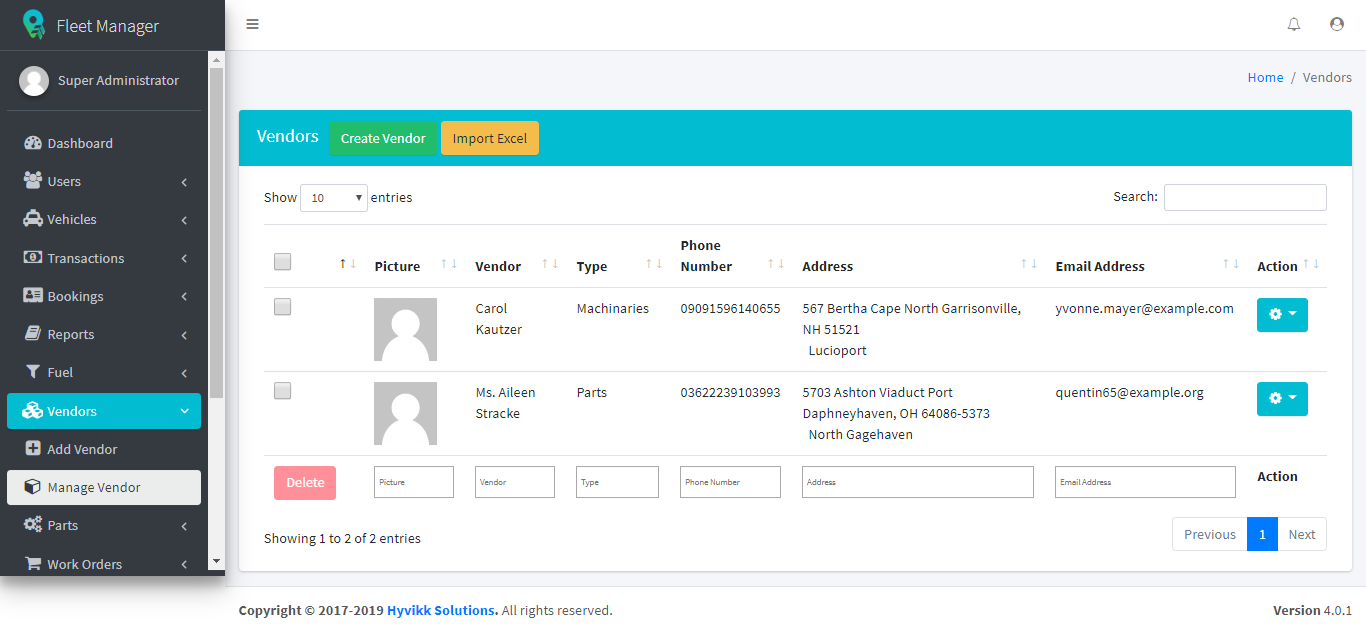 Fleet Manager
Super Administrator
Home / Vendors
Dashboard
Users
Vehicles
Transactions
Bookings
Reports
Fuel
Vendors
Add Vendor
Manage Vendor
Parts
Work Orders
Vendors Create Vendor Import Excel
Show 10 entries Search:
Phone
Picture Vendor Type Number Address Email Address Action
Carol Machinaries 09091596140655 567 Bertha Cape North Garrisonville, yvonne.mayer@example.com
Kautzer NH 51521
Lucioport
Ms. Aileen Parts 03622239103993 5703 Ashton Viaduct Port quentin65@example.org
Stracke Daphneyhaven, OH 64086-5373
North Gagehaven
Delete Picture Vendor Type Phone Number Address Email Address Action
Showing 1 to 2 of 2 entries Previous 1 Next
Copyright © 2017-2019 Hyvikk Solutions. All rights reserved. Version 4.0.1